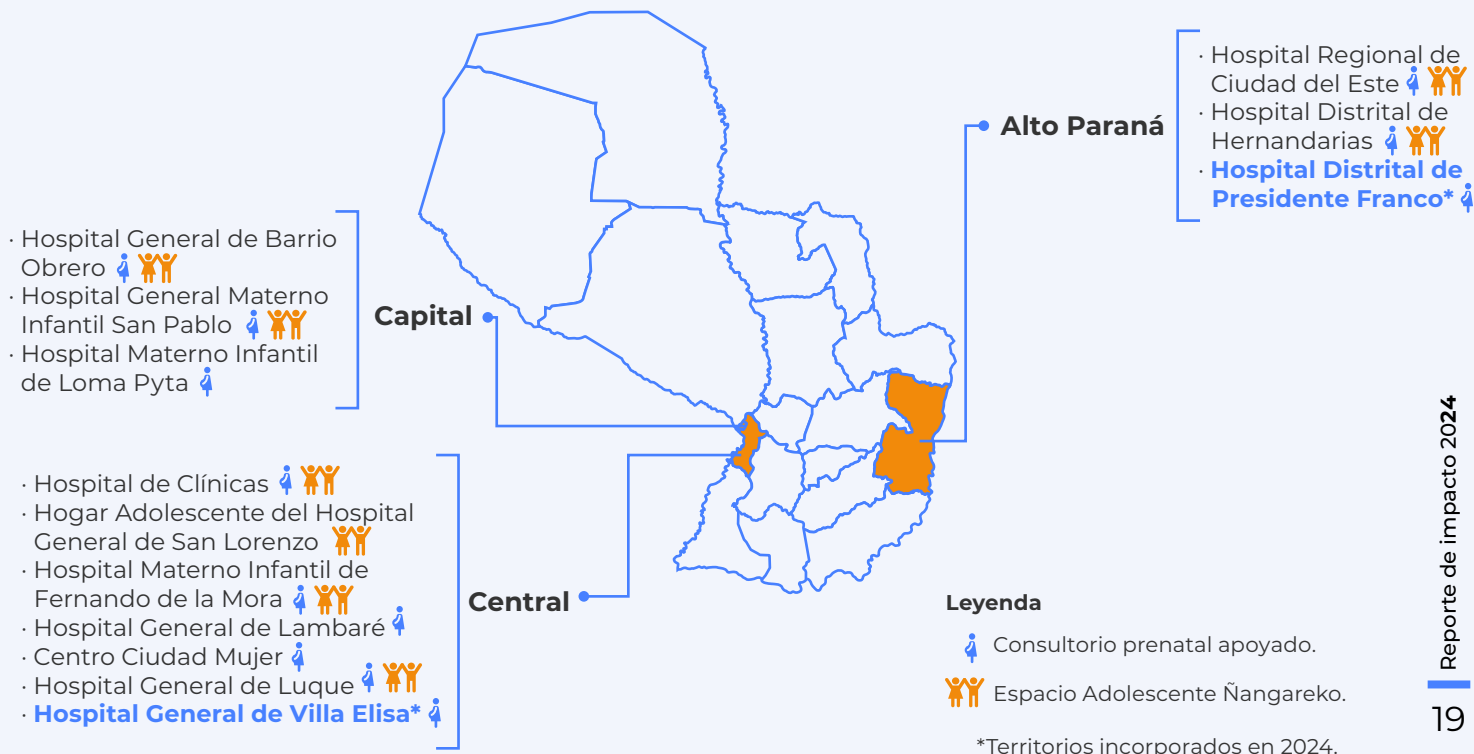 · Hospital General de Barrio
Obrero
· Hospital General Materno
Infantil San Pablo
· Hospital Materno Infantil
de Loma Pyta
Capital
· Hospital de Clínicas
· Hogar Adolescente del Hospital
General de San Lorenzo
· Hospital Materno Infantil de
Fernando de la Mora
· Hospital General de Lambaré
· Centro Ciudad Mujer
· Hospital General de Luque
· Hospital General de Villa Elisa*
Central
Alto Paraná
· Hospital Regional de
Ciudad del Este
· Hospital Distrital de
Hernandarias
· Hospital Distrital de
Presidente Franco*
Leyenda
Consultorio prenatal apoyado.
Espacio Adolescente Ñangareko.
*Territorios incorporados en 2024.
Reporte de impacto 2024
19